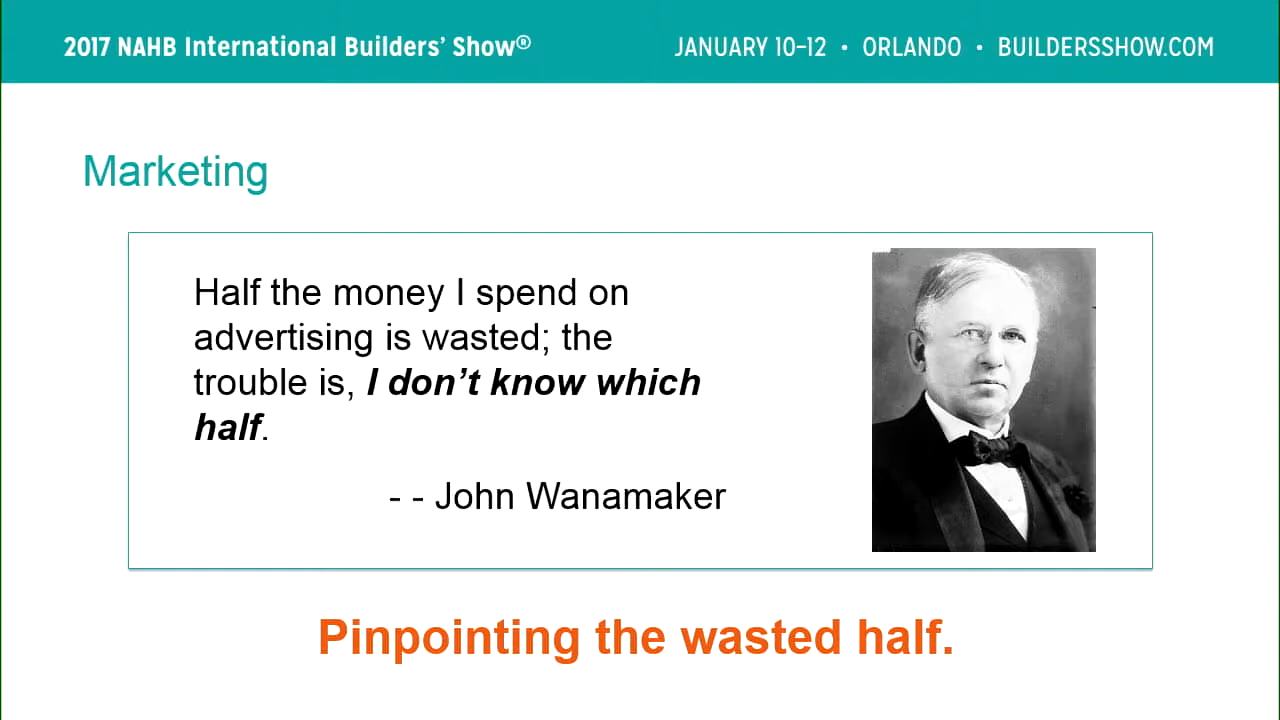 2017 NAHB International Builders' Show® JANUARY 10–12 • ORLANDO • BUILDERSSHOW.COM
Marketing
Half the money I spend on
advertising is wasted; the
trouble is, I don’t know which
half.
- - John Wanamaker
Pinpointing the wasted half.